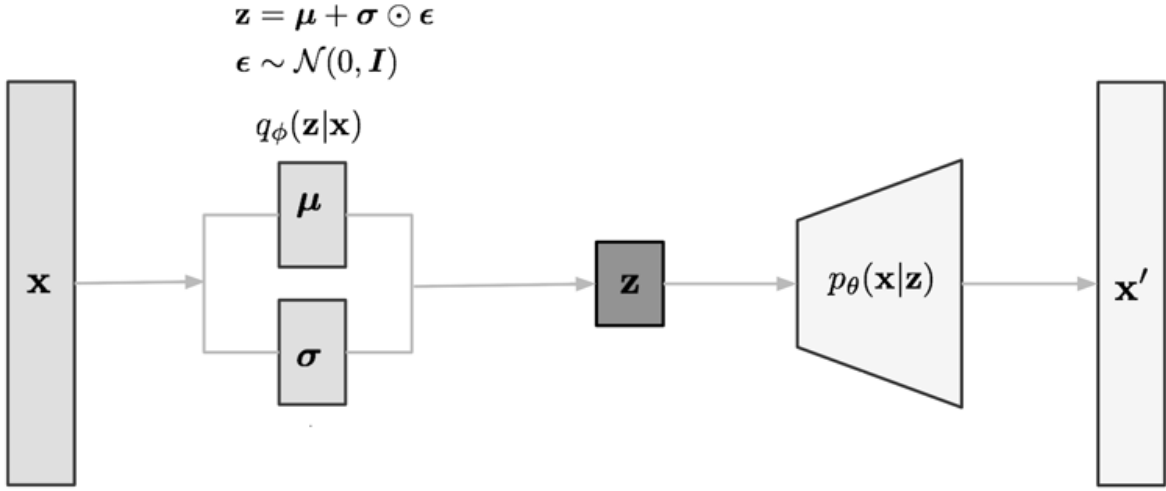 z = μ + σ ⊙ ϵ
ϵ ∼ 𝒩(0, I)
q_ϕ(z|x)
x
μ
σ
z
p_θ(x|z)
x′